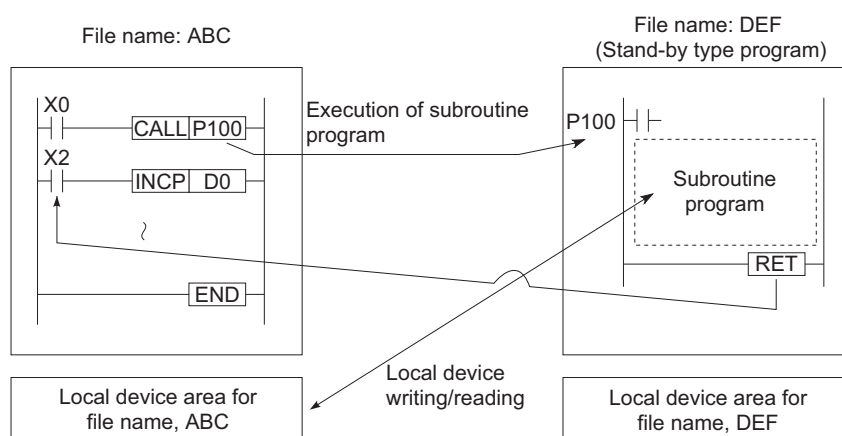 File name: ABC
File name: DEF
(Stand-by type program)
X0
CALL P100
X2
INCP D0
END
Execution of subroutine
program
P100
Subroutine
program
RET
Local device
writing/reading
Local device area for
file name, ABC
Local device area for
file name, DEF